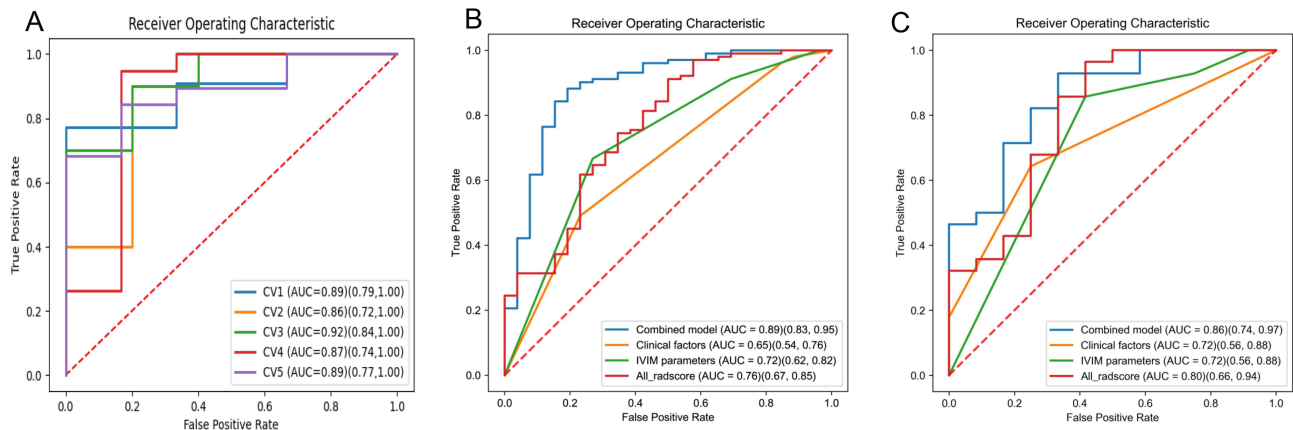 A
Receiver Operating Characteristic
True Positive Rate
1.0
0.8
0.6
0.4
0.2
0.0
CV1 (AUC=0.89)(0.79,1.00)
CV2 (AUC=0.86)(0.72,1.00)
CV3 (AUC=0.92)(0.84,1.00)
CV4 (AUC=0.87)(0.74,1.00)
CV5 (AUC=0.89)(0.77,1.00)
0.0 0.2 0.4 0.6 0.8 1.0
False Positive Rate
B
Receiver Operating Characteristic
True Positive Rate
1.0
0.8
0.6
0.4
0.2
0.0
Combined model (AUC = 0.89)(0.83, 0.95)
Clinical factors (AUC = 0.65)(0.54, 0.76)
IVIM parameters (AUC = 0.72)(0.62, 0.82)
All_radscore (AUC = 0.76)(0.67, 0.85)
0.0 0.2 0.4 0.6 0.8 1.0
False Positive Rate
C
Receiver Operating Characteristic
True Positive Rate
1.0
0.8
0.6
0.4
0.2
0.0
Combined model (AUC = 0.86)(0.74, 0.97)
Clinical factors (AUC = 0.72)(0.56, 0.88)
IVIM parameters (AUC = 0.72)(0.56, 0.88)
All_radscore (AUC = 0.80)(0.66, 0.94)
0.0 0.2 0.4 0.6 0.8 1.0
False Positive Rate